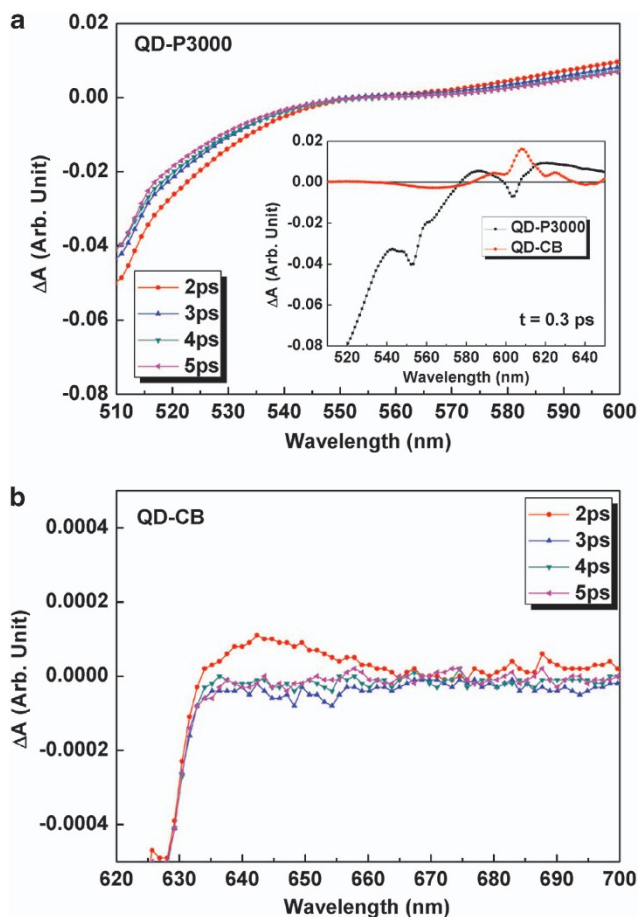 a
QD-P3000
0.02
0.00
-0.02
-0.04
-0.06
-0.08
ΔA (Arb. Unit)
2ps
3ps
4ps
5ps
0.02
0.00
-0.02
-0.04
-0.06
-0.08
ΔA (Arb. Unit)
QD-P3000
QD-CB
t = 0.3 ps
520 540 560 580 600 620 640
Wavelength (nm)
510 520 530 540 550 560 570 580 590 600
Wavelength (nm)
b
QD-CB
0.0004
0.0002
0.0000
-0.0002
-0.0004
ΔA (Arb. Unit)
2ps
3ps
4ps
5ps
620 630 640 650 660 670 680 690 700
Wavelength (nm)